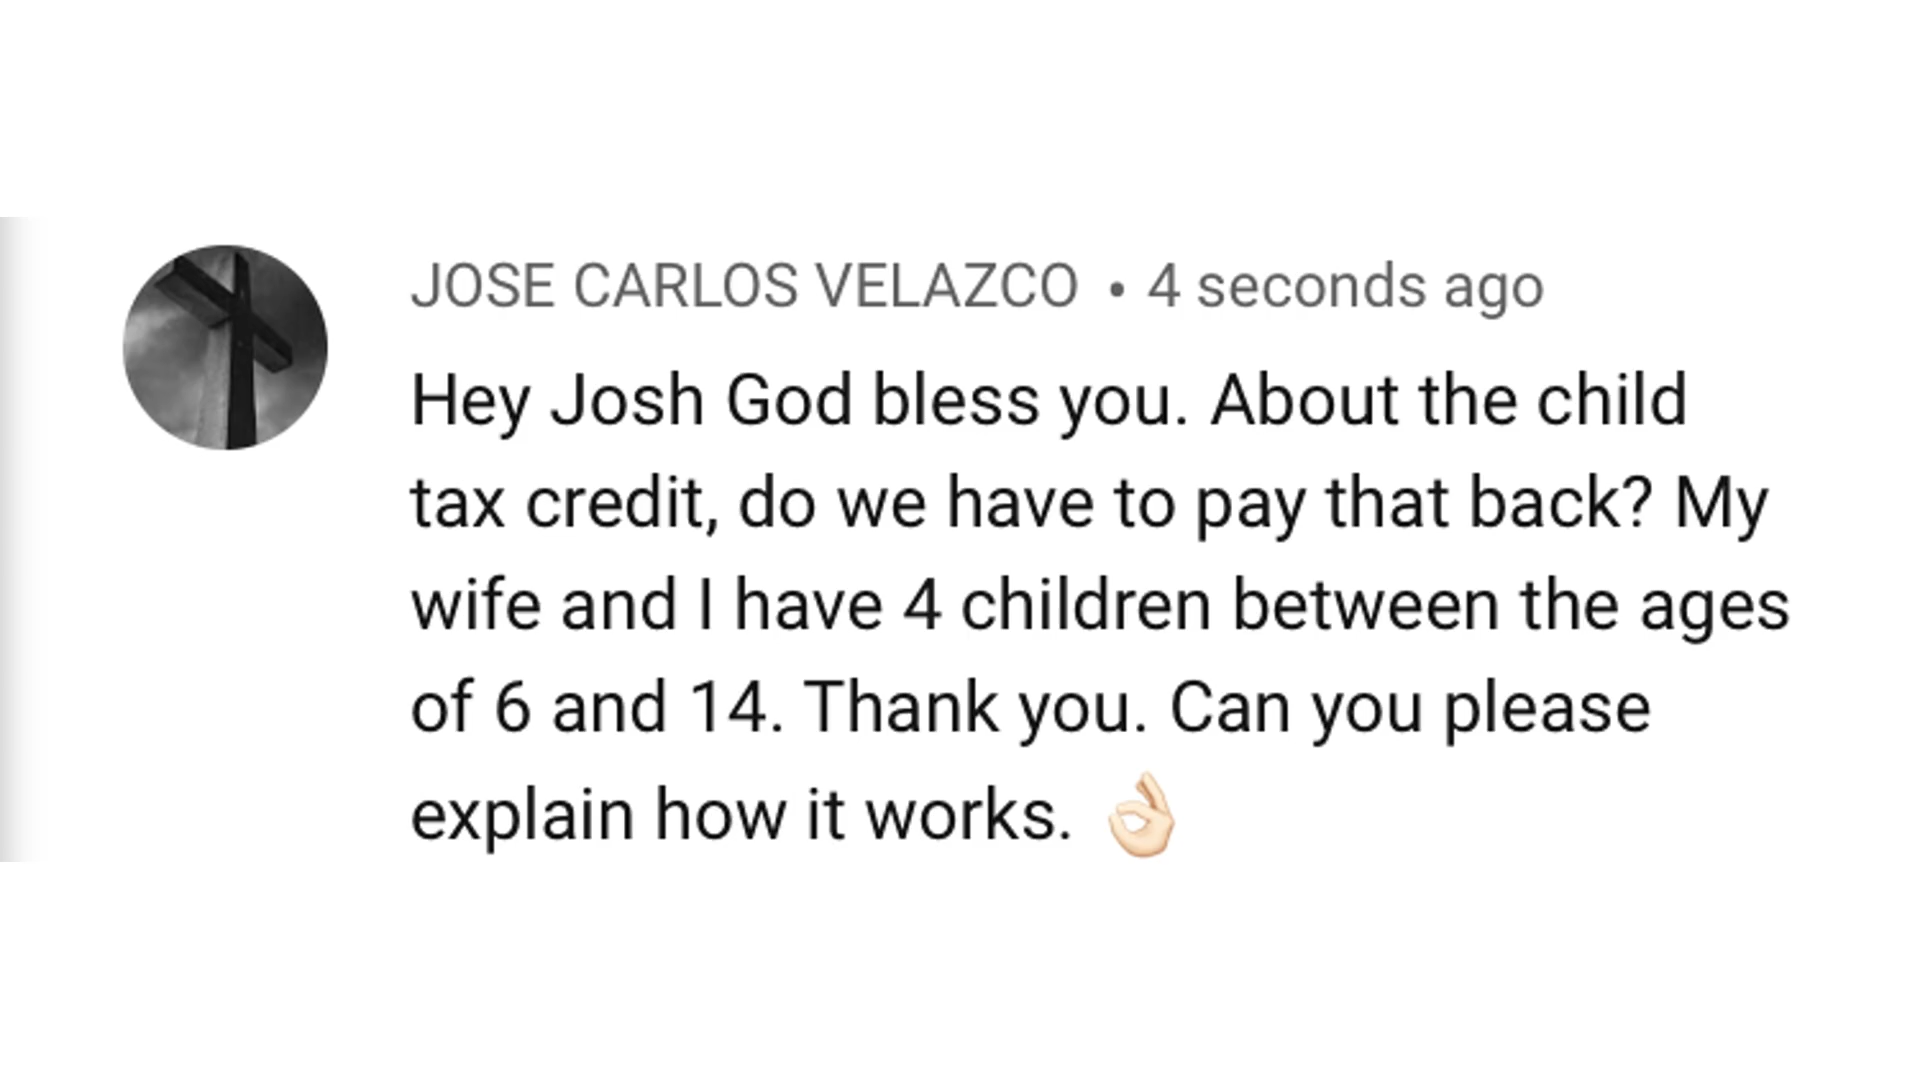 JOSE CARLOS VELAZCO • 4 seconds ago
Hey Josh God bless you. About the child
tax credit, do we have to pay that back? My
wife and I have 4 children between the ages
of 6 and 14. Thank you. Can you please
explain how it works. 👌🏻